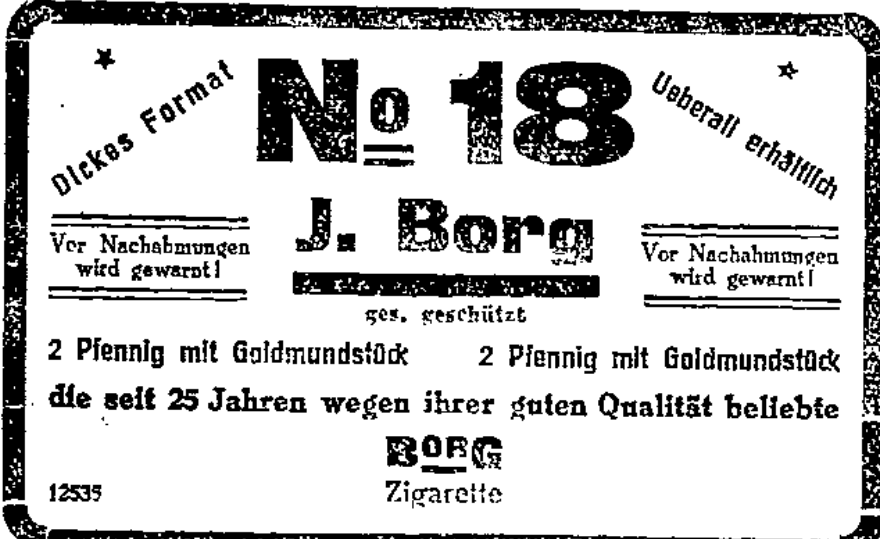 Dickes Format
No 18
Ueberall erhältlich
J. Borg
Vor Nachahmungen
wird gewarnt!
Vor Nachahmungen
wird gewarnt!
ges. geschützt
2 Pfennig mit Goldmundstück
2 Pfennig mit Goldmundstück
die seit 25 Jahren wegen ihrer guten Qualität beliebte
BORG
Zigarette
12535